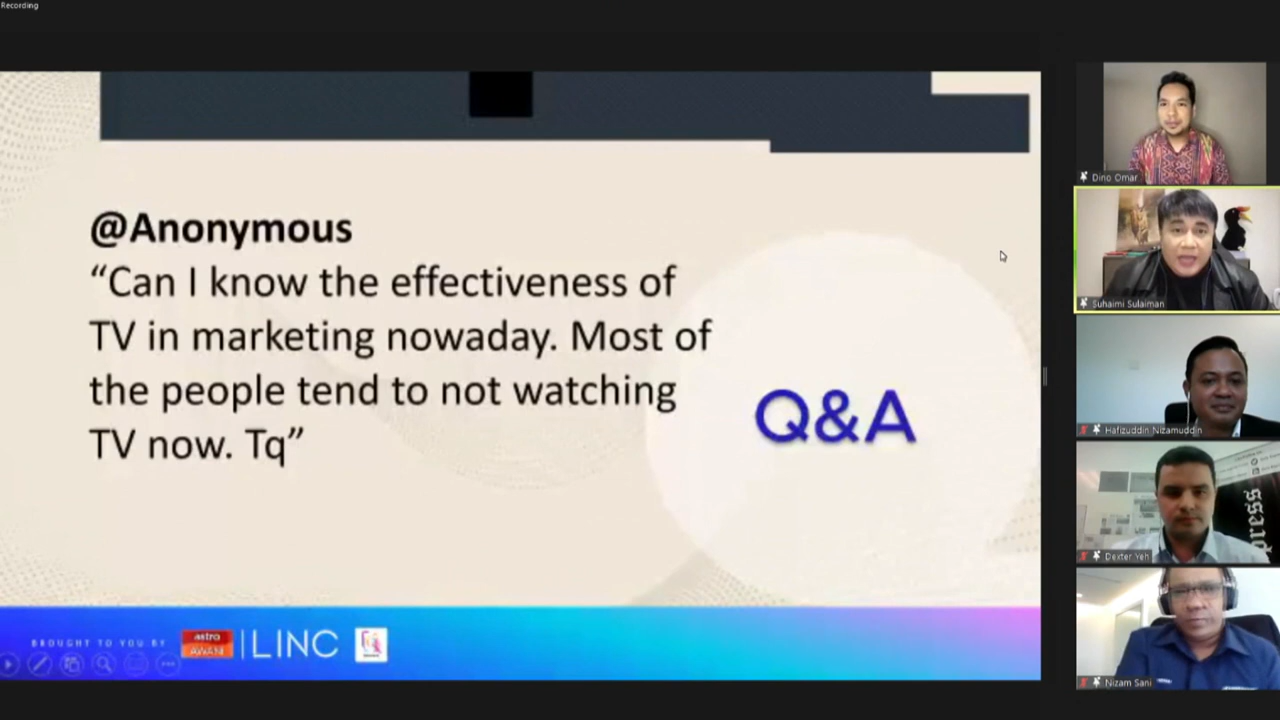 Recording
@Anonymous
“Can I know the effectiveness of
TV in marketing nowaday. Most of
the people tend to not watching
TV now. Tq”
Q&A
BROUGHT TO YOU BY
astro
AWANI
LINC
Dino Omar
Suhaimi Sulaiman
Hafizuddin Nizamuddin
Dexter Yeh
press
Nizam Sani